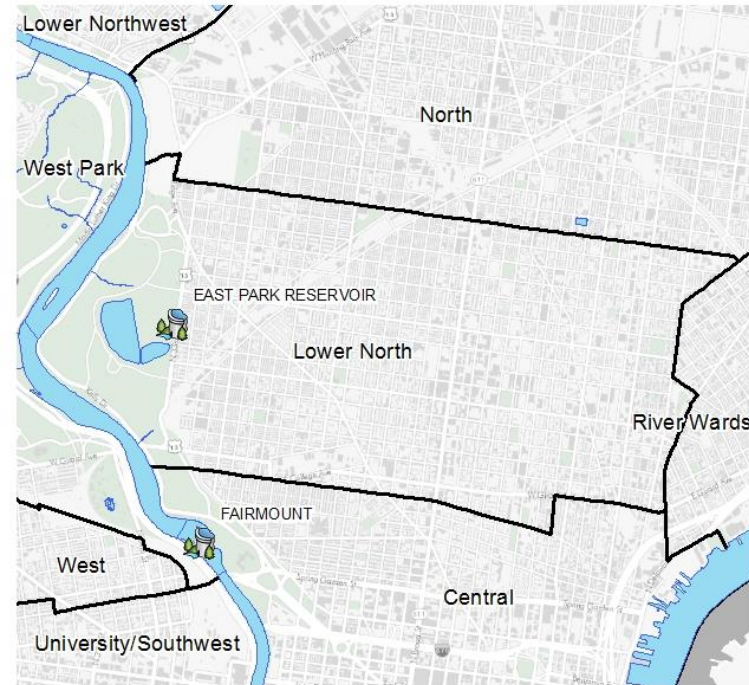 Lower Northwest
North
West Park
EAST PARK RESERVOIR
Lower North
River Wards
FAIRMOUNT
West
Central
University/Southwest